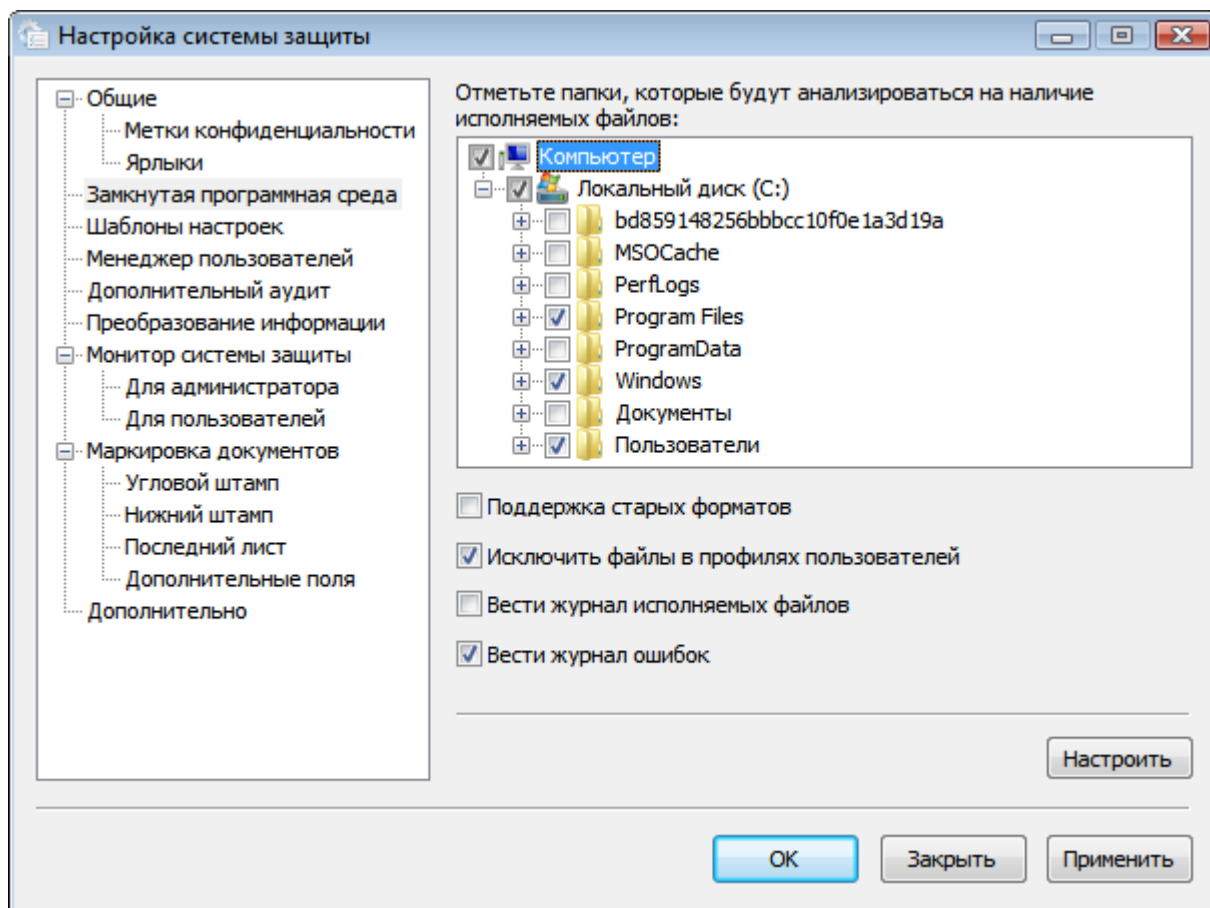 Настройка системы защиты
Общие
Метки конфиденциальности
Ярлыки
Замкнутая программная среда
Шаблоны настроек
Менеджер пользователей
Дополнительный аудит
Преобразование информации
Монитор системы защиты
Для администратора
Для пользователей
Маркировка документов
Угловой штамп
Нижний штамп
Последний лист
Дополнительные поля
Дополнительно
Отметьте папки, которые будут анализироваться на наличие
исполняемых файлов:
Компьютер
Локальный диск (C:)
bd859148256bbbcc10f0e1a3d19a
MSOCache
PerfLogs
Program Files
ProgramData
Windows
Документы
Пользователи
Поддержка старых форматов
Исключить файлы в профилях пользователей
Вести журнал исполняемых файлов
Вести журнал ошибок
Настроить
OK
Закрыть
Применить